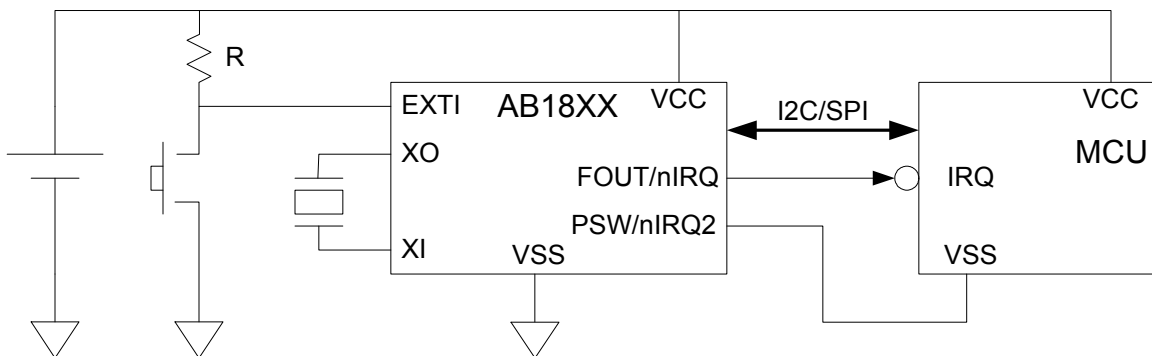 R
EXTI
AB18XX
VCC
I2C/SPI
VCC
XO
MCU
FOUT/nIRQ
IRQ
PSW/nIRQ2
XI
VSS
VSS